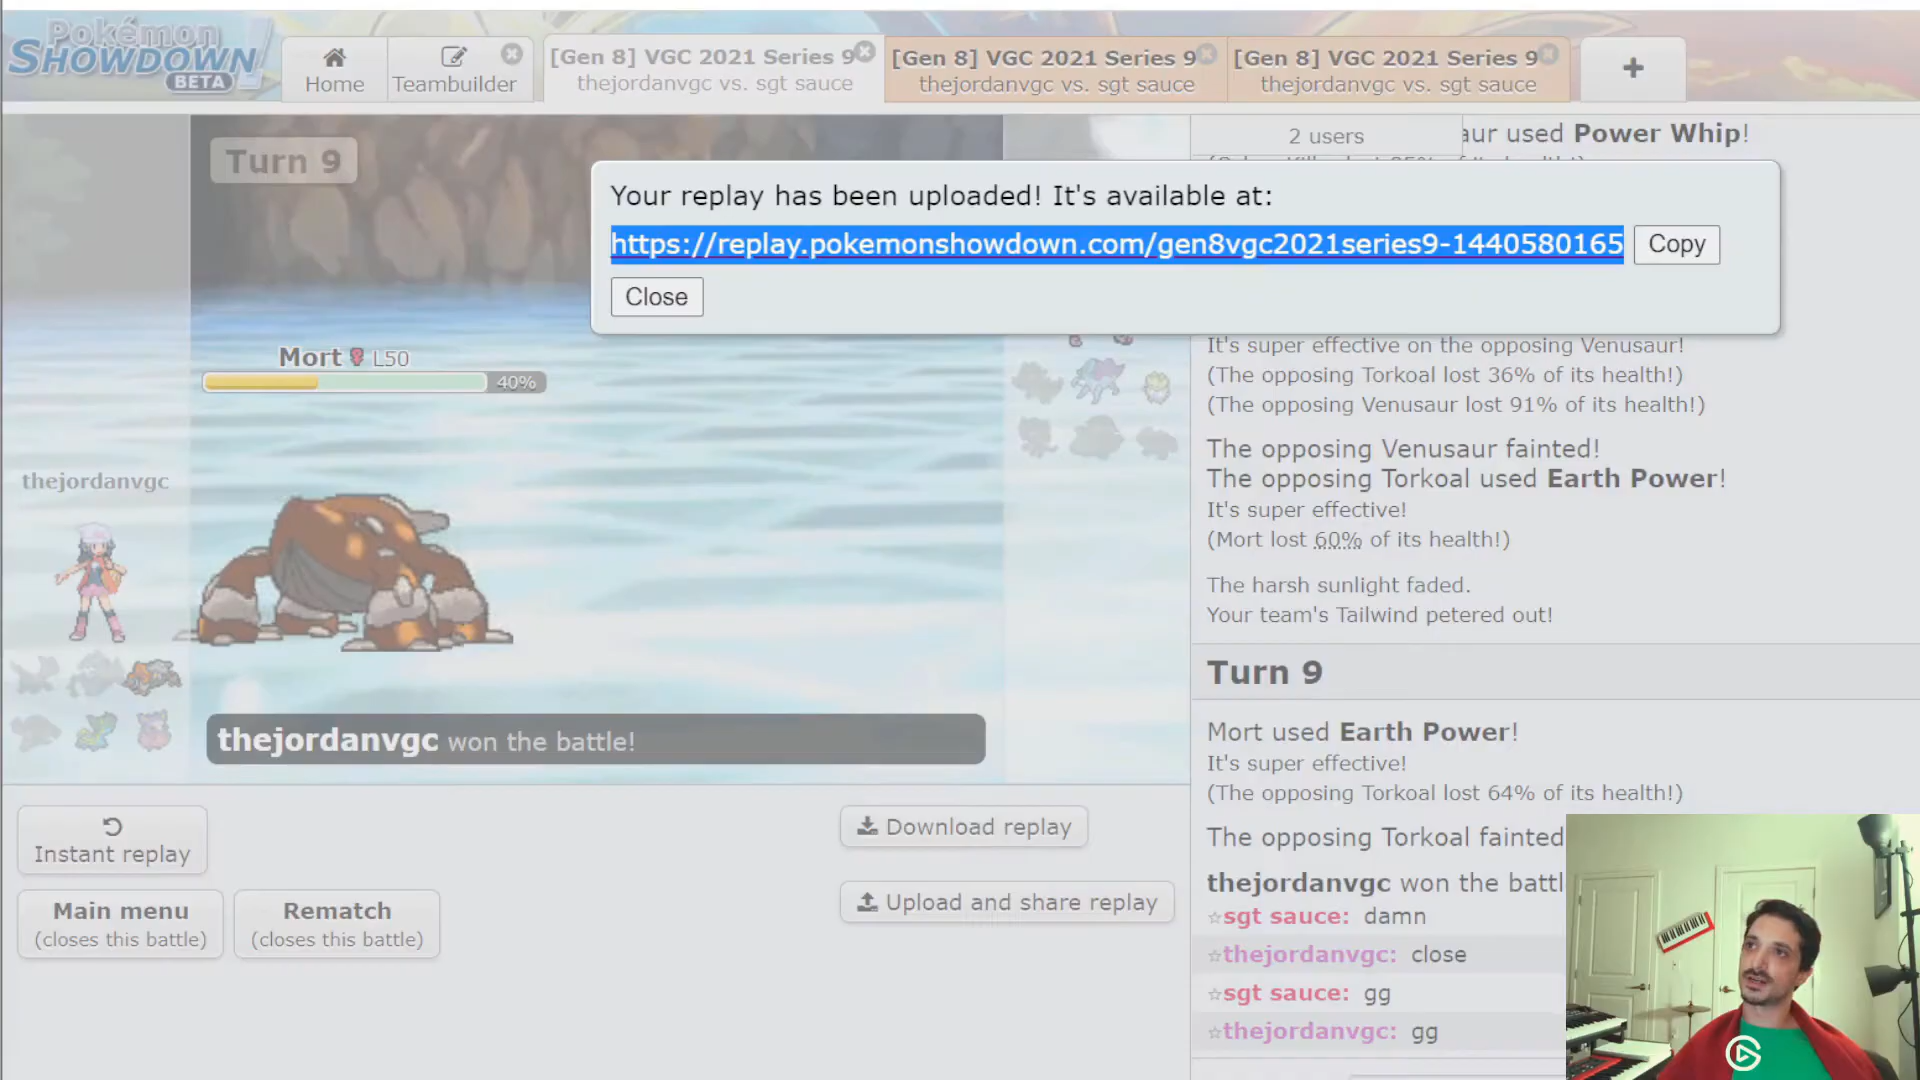 Pokémon
SHOWDOWN!
BETA
Home
Teambuilder
[Gen 8] VGC 2021 Series 9
thejordanvgc vs. sgt sauce
[Gen 8] VGC 2021 Series 9
thejordanvgc vs. sgt sauce
[Gen 8] VGC 2021 Series 9
thejordanvgc vs. sgt sauce
+
Turn 9
2 users
aur used Power Whip!
Your replay has been uploaded! It's available at:
https://replay.pokemonshowdown.com/gen8vgc2021series9-1440580165
Copy
Close
Mort L50
40%
thejordanvgc
thejordanvgc won the battle!
It's super effective on the opposing Venusaur!
(The opposing Torkoal lost 36% of its health!)
(The opposing Venusaur lost 91% of its health!)
The opposing Venusaur fainted!
The opposing Torkoal used Earth Power!
It's super effective!
(Mort lost 60% of its health!)
The harsh sunlight faded.
Your team's Tailwind petered out!
Turn 9
Mort used Earth Power!
It's super effective!
(The opposing Torkoal lost 64% of its health!)
The opposing Torkoal fainted
thejordanvgc won the battl
☆sgt sauce: damn
☆thejordanvgc: close
☆sgt sauce: gg
☆thejordanvgc: gg
Instant replay
Download replay
Upload and share replay
Main menu
(closes this battle)
Rematch
(closes this battle)